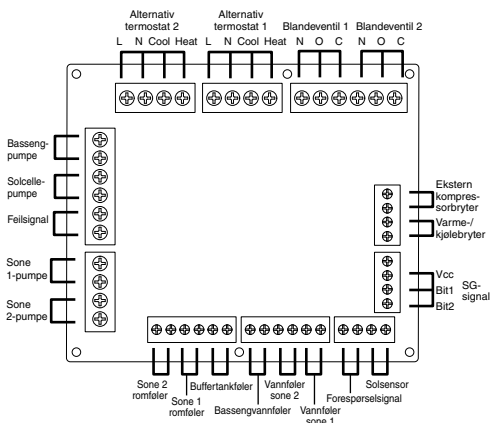 Alternativ
termostat 2
Alternativ
termostat 1
Blandeventil 1
Blandeventil 2
L N Cool Heat
L N Cool Heat
N O C
N O C
Basseng-
pumpe
Solcelle-
pumpe
Feilsignal
Sone
1-pumpe
Sone
2-pumpe
Ekstern
kompres-
sorbryter
Varme-/
kjølebryter
Vcc
Bit1
Bit2
SG-
signal
Sone 2
romføler
Sone 1
romføler
Buffertankføler
Bassengvannføler
Vannføler
sone 2
Vannføler
sone 1
Forespørselsignal
Solsensor